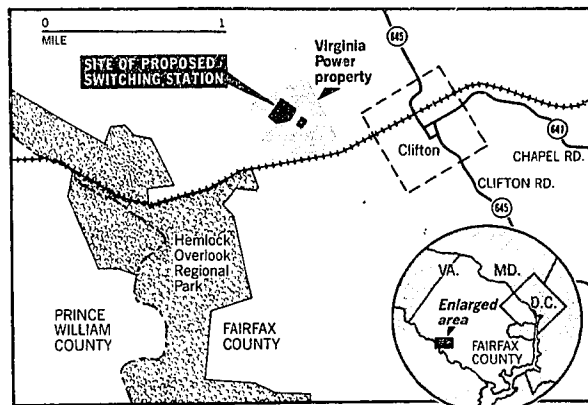 0 1
MILE
SITE OF PROPOSED
SWITCHING STATION
Virginia
Power
property
645
Clifton
641
CHAPEL RD.
CLIFTON RD.
645
Hemlock
Overlook
Regional
Park
PRINCE
WILLIAM
COUNTY
FAIRFAX
COUNTY
VA.
MD.
D.C.
Enlarged
area
FAIRFAX
COUNTY